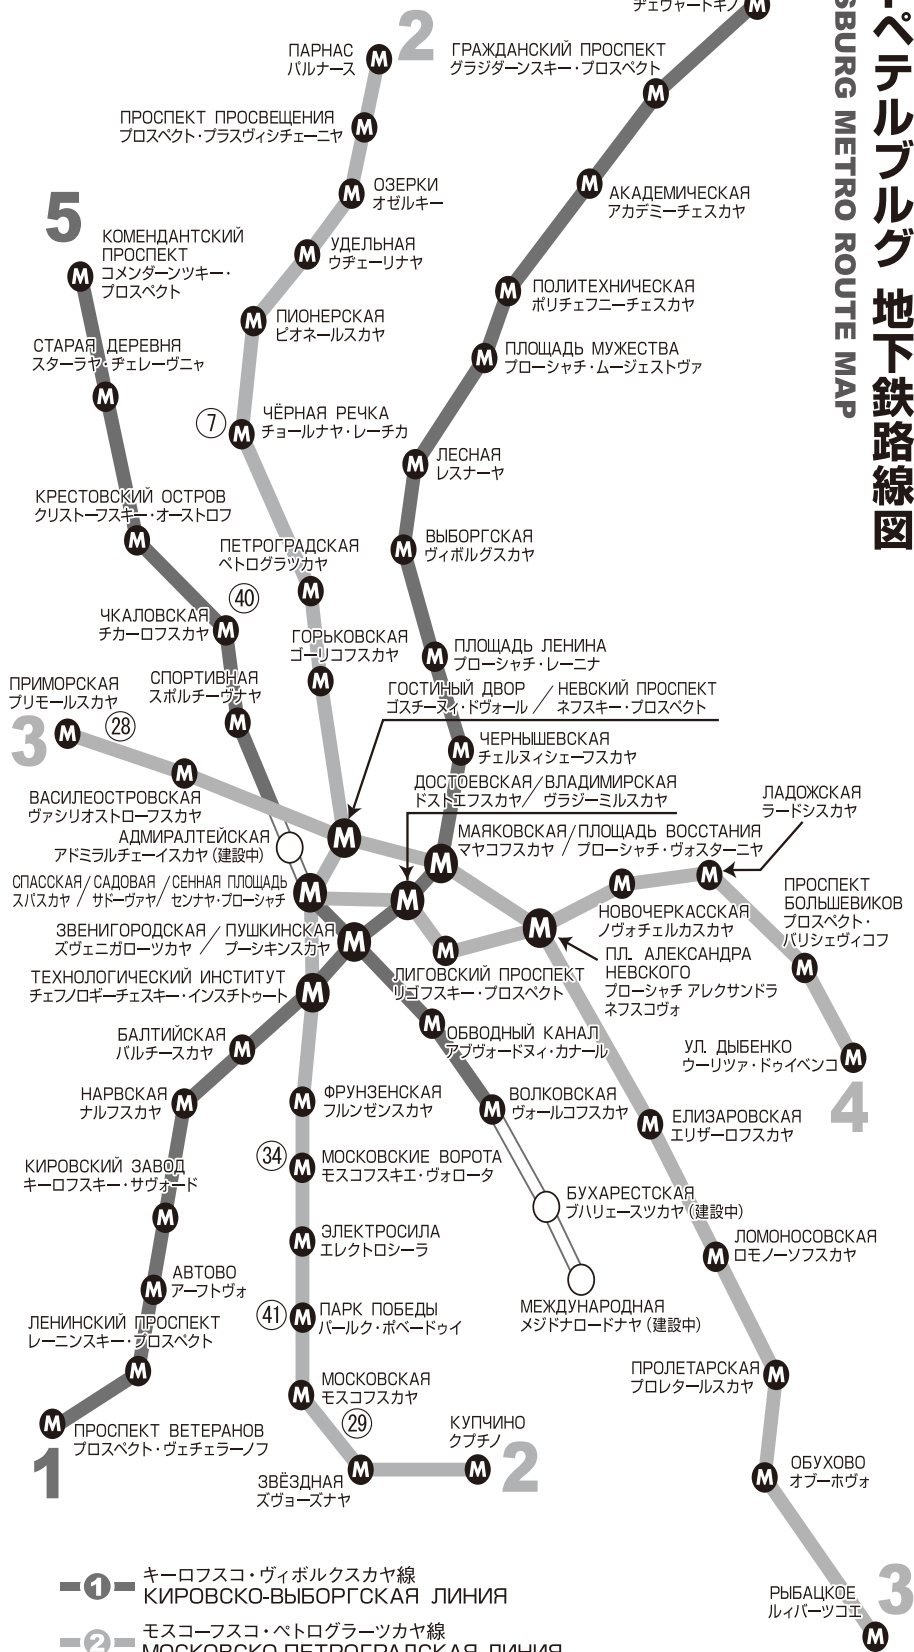 ペテルブルグ 地下鉄路線図
SBURG METRO ROUTE MAP
ヂェヴャートキノ
2
ПАРНАС
パルナース
ГРАЖДАНСКИЙ ПРОСПЕКТ
グラジダーンスキー・プロスペクト
ПРОСПЕКТ ПРОСВЕЩЕНИЯ
プロスペクト・プラスヴィシチェーニヤ
ОЗЕРКИ
オゼルキー
АКАДЕМИЧЕСКАЯ
アカデミーチェスカヤ
5
КОМЕНДАНТСКИЙ
ПРОСПЕКТ
コメンダーンツキー・
プロスペクト
УДЕЛЬНАЯ
ウヂェーリナヤ
ПОЛИТЕХНИЧЕСКАЯ
ポリチェフニーチェスカヤ
ПИОНЕРСКАЯ
ピオネールスカヤ
СТАРАЯ ДЕРЕВНЯ
スターラヤ・ヂェレーヴニャ
ПЛОЩАДЬ МУЖЕСТВА
プローシャチ・ムージェストヴァ
7
ЧЁРНАЯ РЕЧКА
チョールナヤ・レーチカ
ЛЕСНАЯ
レスナーヤ
КРЕСТОВСКИЙ ОСТРОВ
クリストーフスキー・オーストロフ
ВЫБОРГСКАЯ
ヴィボルグスカヤ
ПЕТРОГРАДСКАЯ
ペトログラツカヤ
40
ЧКАЛОВСКАЯ
チカーロフスカヤ
ГОРЬКОВСКАЯ
ゴーリコフスカヤ
ПЛОЩАДЬ ЛЕНИНА
プローシャチ・レーニナ
ПРИМОРСКАЯ
プリモールスカヤ
28
3
СПОРТИВНАЯ
スポルチーヴナヤ
ГОСТИНЫЙ ДВОР / НЕВСКИЙ ПРОСПЕКТ
ゴスチーヌィ・ドヴォール / ネフスキー・プロスペクト
ЧЕРНЫШЕВСКАЯ
チェルヌィシェーフスカヤ
ВАСИЛЕОСТРОВСКАЯ
ヴァシリオストローフスカヤ
ДОСТОЕВСКАЯ/ВЛАДИМИРСКАЯ
ドストエフスカヤ/ヴラジーミルスカヤ
ЛАДОЖСКАЯ
ラードシスカヤ
АДМИРАЛТЕЙСКАЯ
アドミラルチェーイスカヤ(建設中)
МАЯКОВСКАЯ/ПЛОЩАДЬ ВОССТАНИЯ
マヤコフスカヤ / プローシャチ・ヴォスターニヤ
СПАССКАЯ/САДОВАЯ/СЕННАЯ ПЛОЩАДЬ
スパスカヤ / サドーヴァヤ/ センナヤ・プローシャチ
ПРОСПЕКТ
БОЛЬШЕВИКОВ
プロスペクト・
バリシェヴィコフ
НОВОЧЕРКАССКАЯ
ノヴォチェルカスカヤ
ЗВЕНИГОРОДСКАЯ / ПУШКИНСКАЯ
ズヴェニガローツカヤ / プーシキンスカヤ
ПЛ. АЛЕКСАНДРА
НЕВСКОГО
プローシャチ アレクサンドラ
ネフスコヴォ
ТЕХНОЛОГИЧЕСКИЙ ИНСТИТУТ
チェフノロギーチェスキー・インスチトゥート
ЛИГОВСКИЙ ПРОСПЕКТ
リゴフスキー・プロスペクト
БАЛТИЙСКАЯ
バルチースカヤ
ОБВОДНЫЙ КАНАЛ
アブヴォードヌィ・カナール
УЛ. ДЫБЕНКО
ウーリツァ・ドゥイベンコ
4
НАРВСКАЯ
ナルフスカヤ
ФРУНЗЕНСКАЯ
フルンゼンスカヤ
ВОЛКОВСКАЯ
ヴォールコフスカヤ
ЕЛИЗАРОВСКАЯ
エリザーロフスカヤ
КИРОВСКИЙ ЗАВОД
キーロフスキー・サヴォード
34
МОСКОВСКИЕ ВОРОТА
モスコフスキエ・ヴォロータ
БУХАРЕСТСКАЯ
ブハリェースツカヤ(建設中)
ЭЛЕКТРОСИЛА
エレクトロシーラ
ЛОМОНОСОВСКАЯ
ロモノーソフスカヤ
АВТОВО
アーフトヴォ
41
ПАРК ПОБЕДЫ
パールク・ポベードゥイ
МЕЖДУНАРОДНАЯ
メジドナロードナヤ(建設中)
ЛЕНИНСКИЙ ПРОСПЕКТ
レーニンスキー・プロスペクト
ПРОЛЕТАРСКАЯ
プロレタールスカヤ
МОСКОВСКАЯ
モスコフスカヤ
29
ПРОСПЕКТ ВЕТЕРАНОВ
プロスペクト・ヴェチェラーノフ
1
КУПЧИНО
クプチノ
2
ЗВЁЗДНАЯ
ズヴョーズナヤ
ОБУХОВО
オブーホヴォ
РЫБАЦКОЕ
ルィバーツコエ
3
1 キーロフスコ・ヴィボルクスカヤ線
КИРОВСКО-ВЫБОРГСКАЯ ЛИНИЯ
2 モスコーフスコ・ペトログラーツカヤ線
МОСКОВСКО-ПЕТРОГРАДСКАЯ ЛИНИЯ